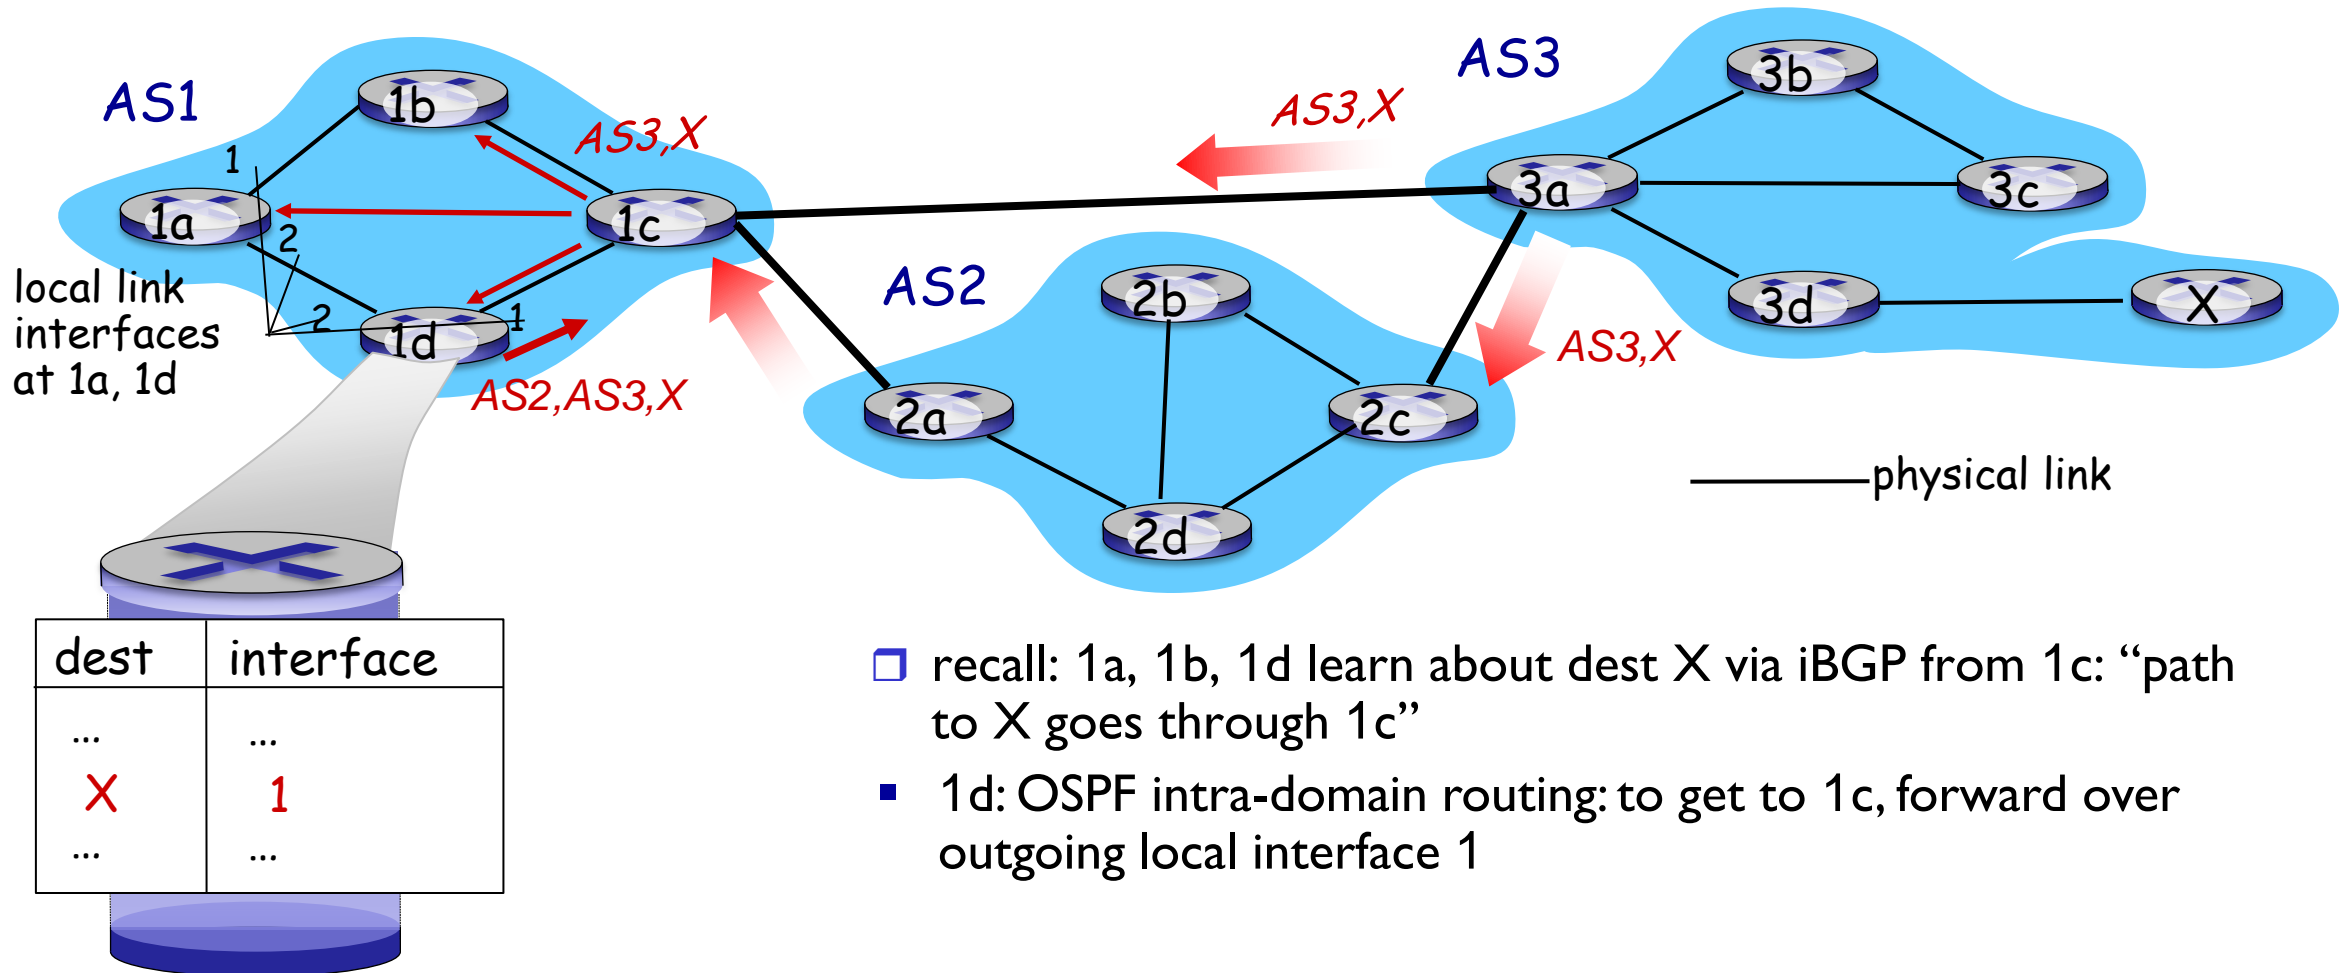 AS3
3b
AS1
1b
AS3,X
AS3,X
1
3a
3c
1a
1c
2
AS2
2b
3d
X
local link
interfaces
at 1a, 1d
2
1
1d
AS3,X
AS2,AS3,X
2a
2c
physical link
2d
dest interface
... ...
X 1
... ...
recall: 1a, 1b, 1d learn about dest X via iBGP from 1c: “path
to X goes through 1c”
1d: OSPF intra-domain routing: to get to 1c, forward over
outgoing local interface 1